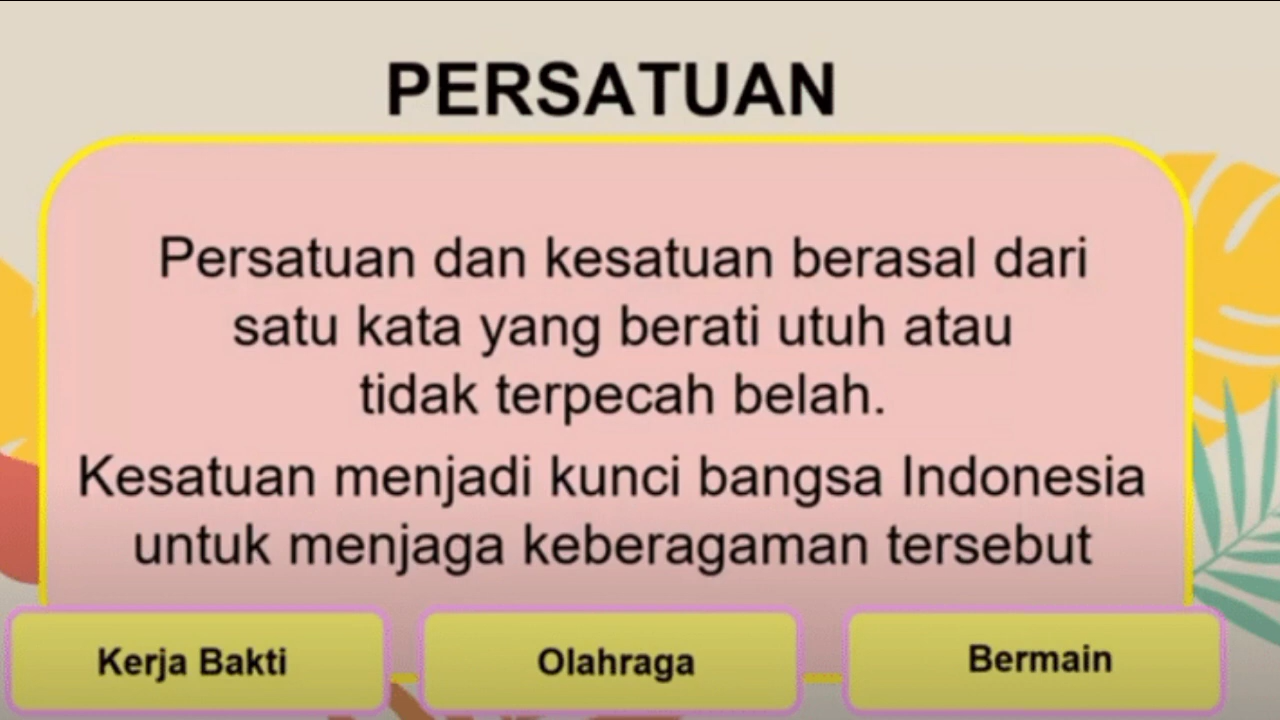 PERSATUAN
Persatuan dan kesatuan berasal dari
satu kata yang berati utuh atau
tidak terpecah belah.
Kesatuan menjadi kunci bangsa Indonesia
untuk menjaga keberagaman tersebut
Kerja Bakti
Olahraga
Bermain